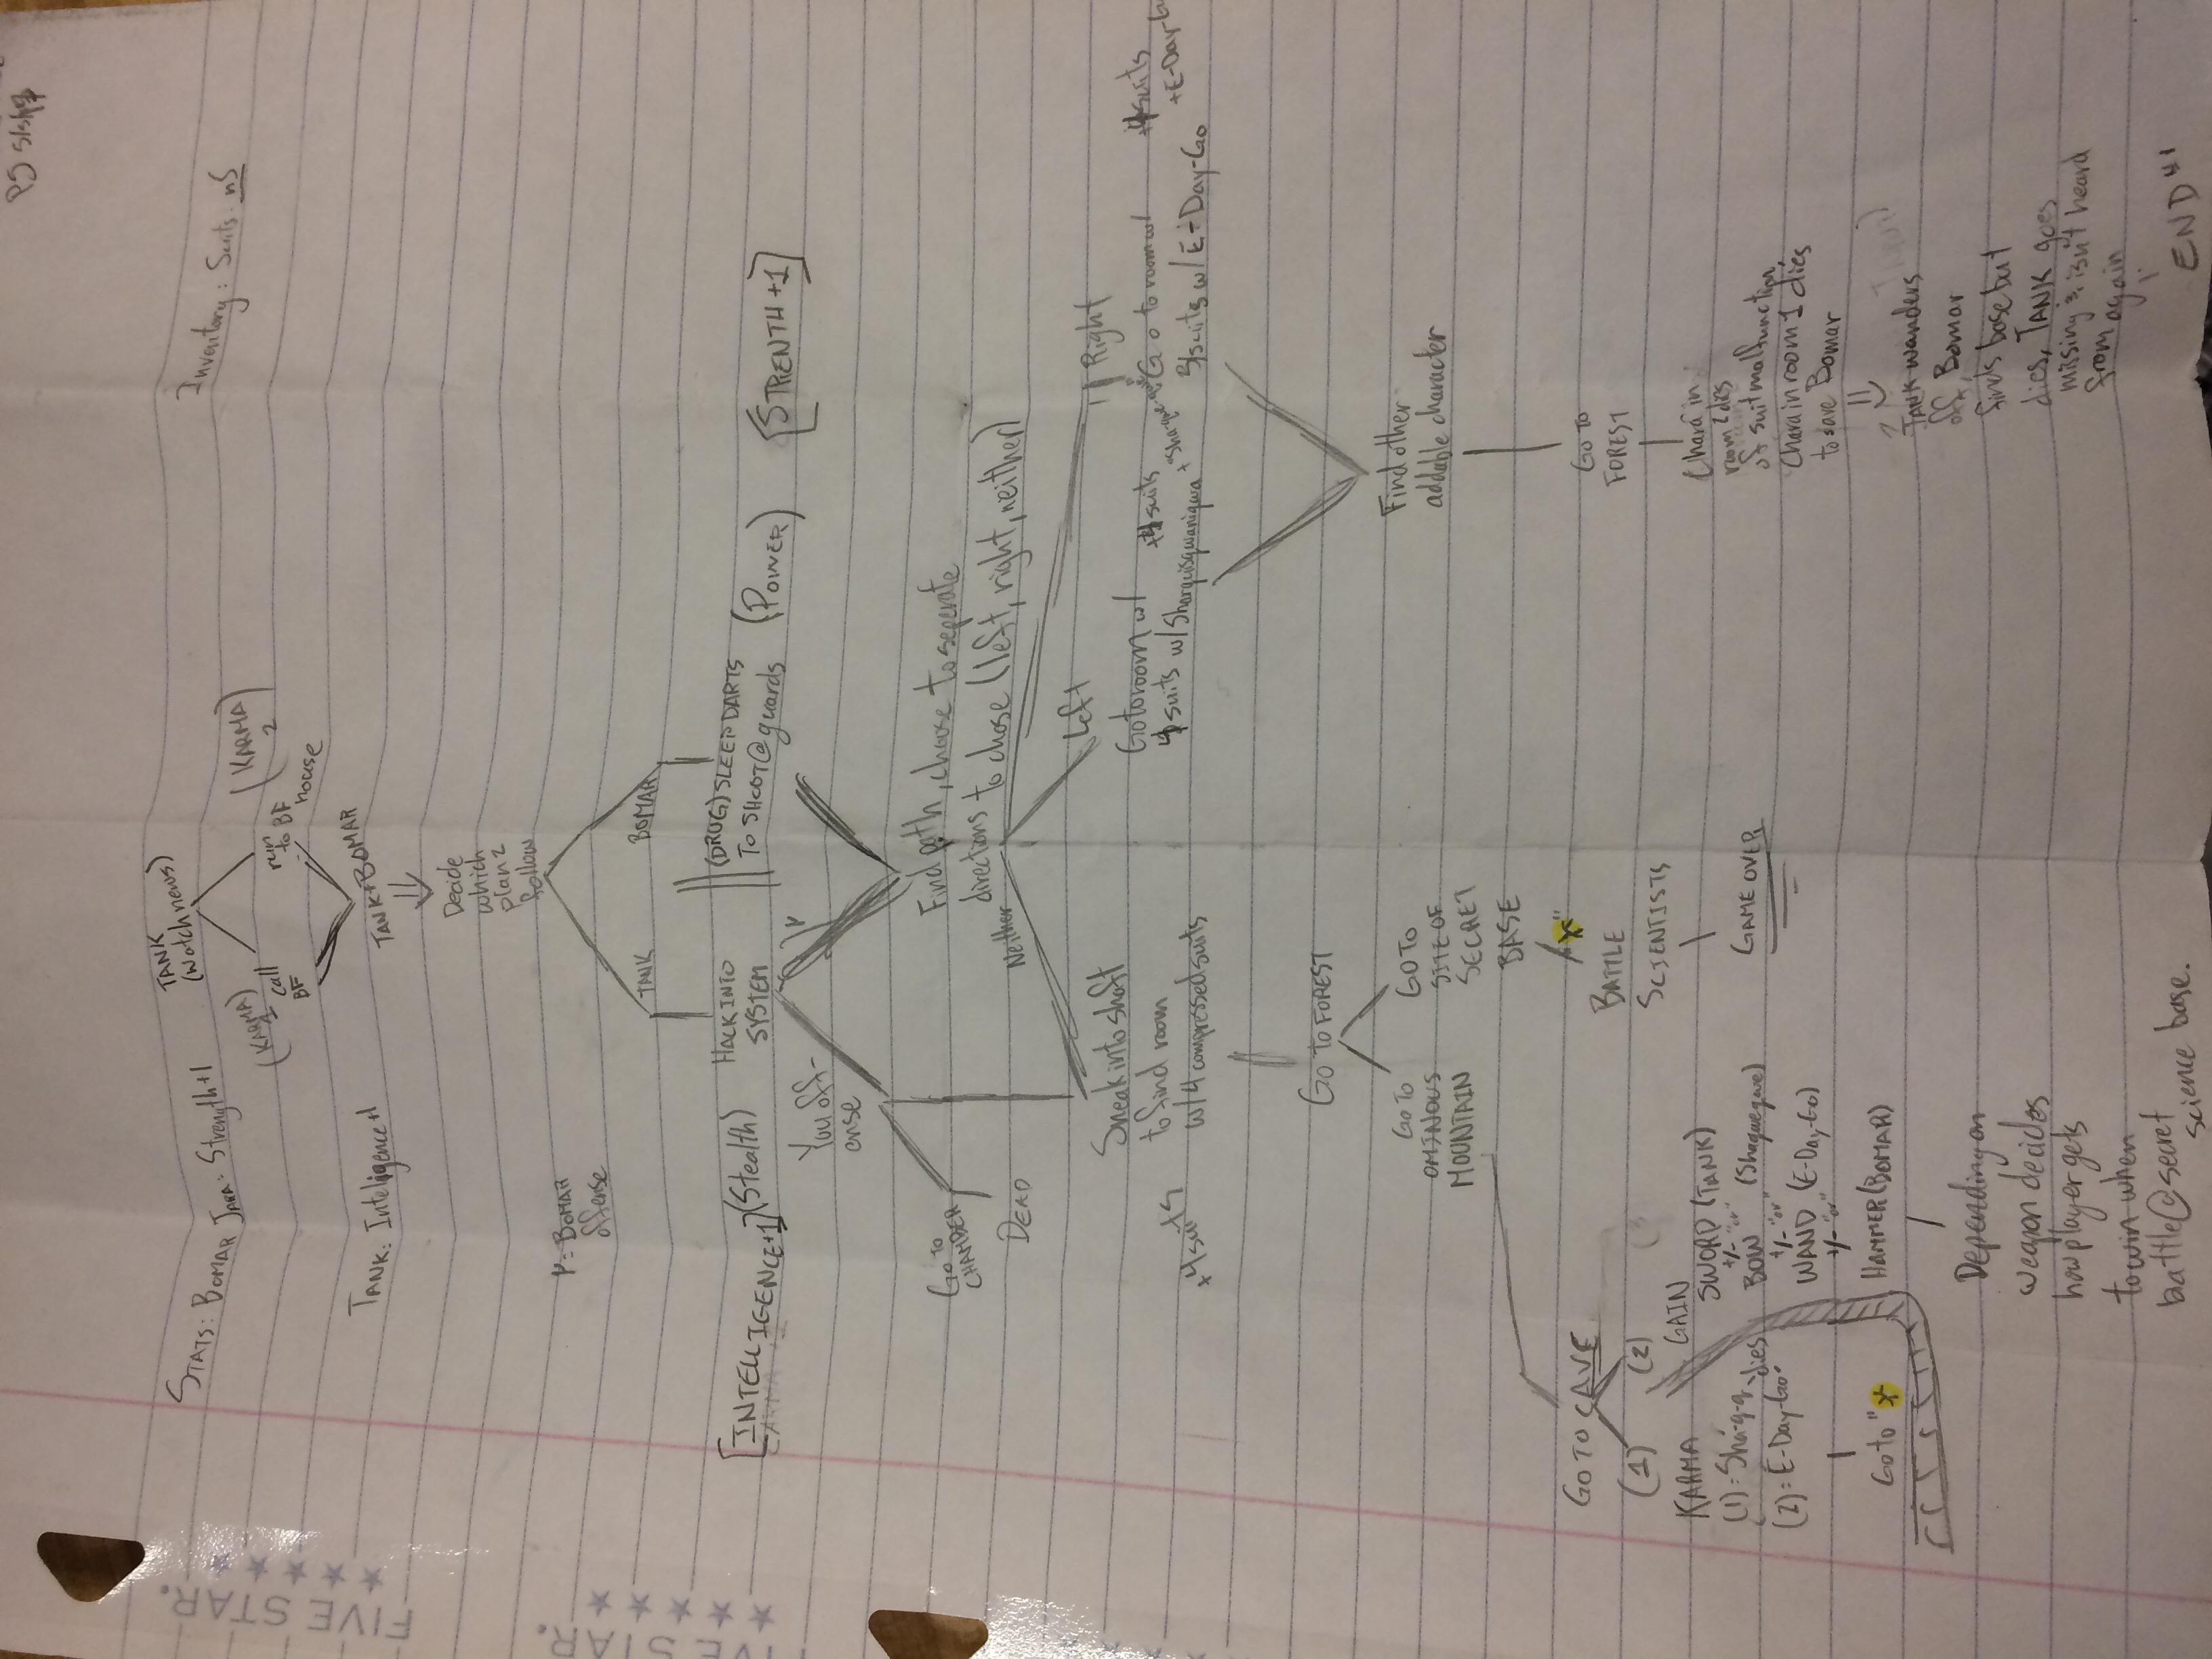 PS 5/5/17
FIVE STAR.
FIVE STAR.
TANK
(watch news)
STATS: BOMAR JARA: Strength+1
Inventory: Suits: nS
(KARMA)
1
call
BF
run
to BF
house
(KARMA)
2
TANK: Inteligence+1
TANK+BOMAR
Decide
which
plan 2
follow
Ψ= BOMAR
offense
TANK
BOMAR
[INTELLIGENCE+1]
(Stealth)
HACK INTO
SYSTEM
(DRUG) SLEEP DARTS
TO SHOOT@guards
(POWER)
[STRENTH +1]
You off-
ense
Ψ
GO TO
CHAMBER
DEAD
Find path, choose to seperate
directions to chose (left, right, neither)
Neither
Left
Right
Sneak into shaft
to find room
w/4 compressed suits
+4 suits
Go to room w/
4 suits w/Sharquisqwaniqwa
+4 suits
+ "Sha-que-que"
Go to room w/
3 suits w/ E-Day-Go
+4 suits
+E-Day-Go
GO TO FOREST
GO TO
OMINOUS
MOUNTAIN
GO TO
SITE OF
SECRET
BASE
"*"
BATTLE
SCIENTISTS
GAME OVER
Find other
addable character
GO TO
FOREST
Chara in
room 2 dies
of suit malfunction,
Chara in room 1 dies
to save Bomar
TANK wanders
off, Bomar
finds base but
dies, TANK goes
missing & isn't heard
from again
END #1
GO TO CAVE
(1)
(2)
KARMA
(1)= Sha-q-q
dies
(2)= E-Day-Go
Go to "*
GAIN
SWORD (TANK)
+/- "or"
BOW (Shaqueque)
+/- "or"
WAND (E-Day-Go)
+/- "or"
HAMMER (BOMAR)
Depending on
weapon decides
how player gets
to win when
battle@secret
science base.